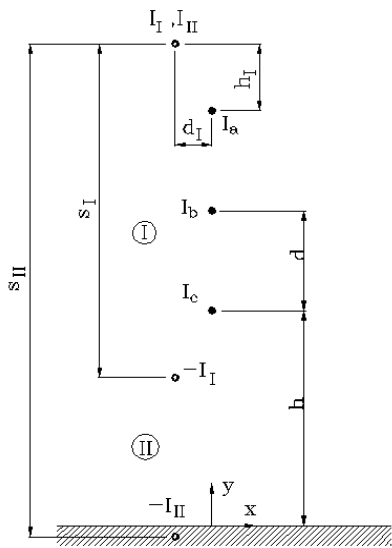 I_I ,I_II
h_I
d_I
I_a
s_I
I_b
I
s_II
d
I_c
-I_I
h
II
-I_II
y
x